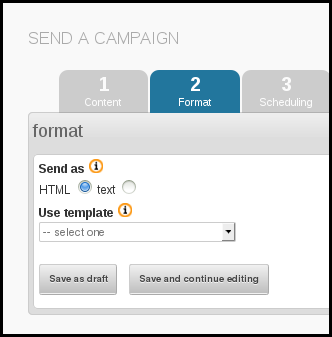 SEND A CAMPAIGN
1 2 3
Content Format Scheduling
format
Send as i
HTML text
Use template i
-- select one
Save as draft Save and continue editing